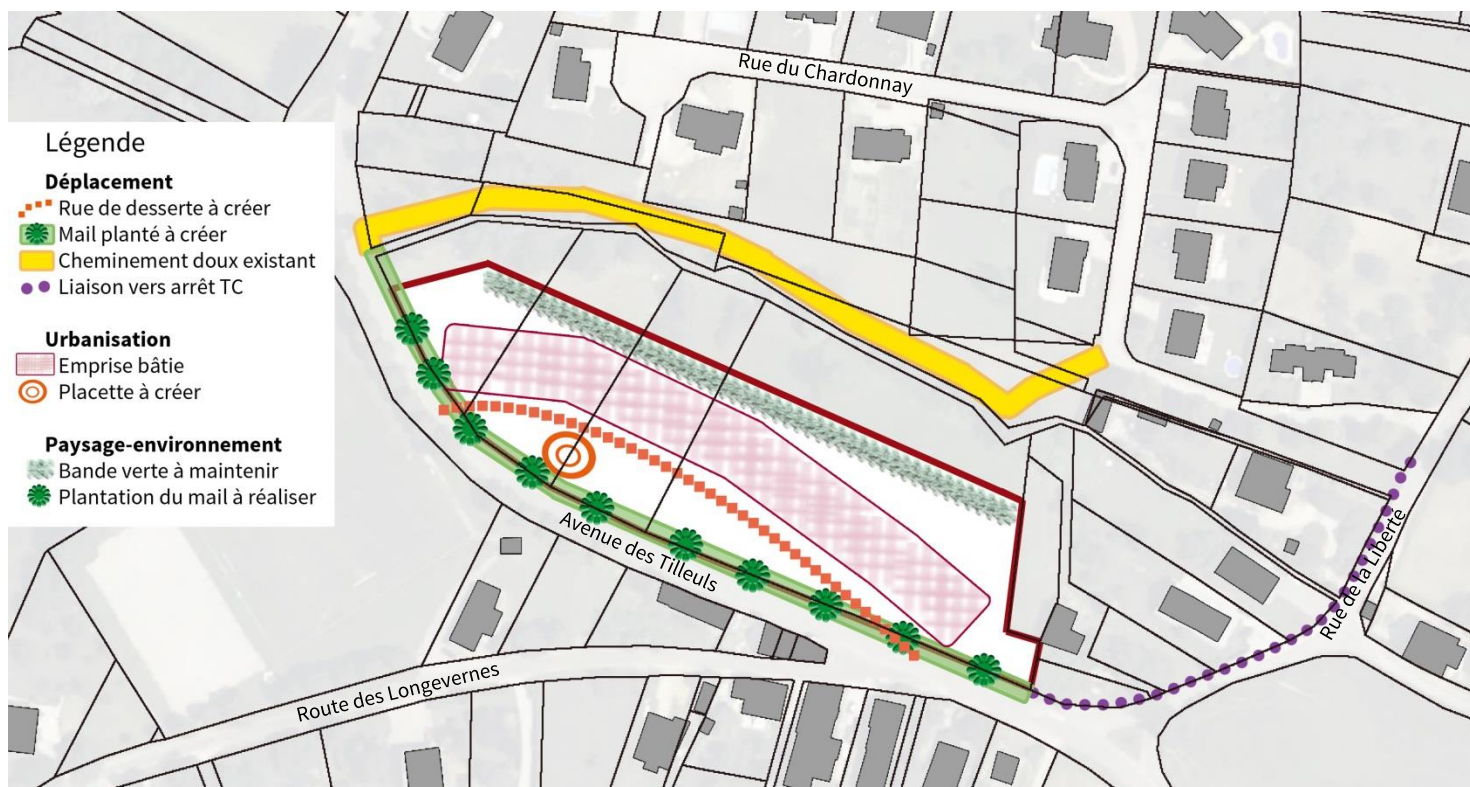 Rue du Chardonnay
Légende
Déplacement
Rue de desserte à créer
Mail planté à créer
Cheminement doux existant
Liaison vers arrêt TC
Urbanisation
Emprise bâtie
Placette à créer
Paysage-environnement
Bande verte à maintenir
Plantation du mail à réaliser
Avenue des Tilleuls
Rue de la Liberte
Route des Longevernes